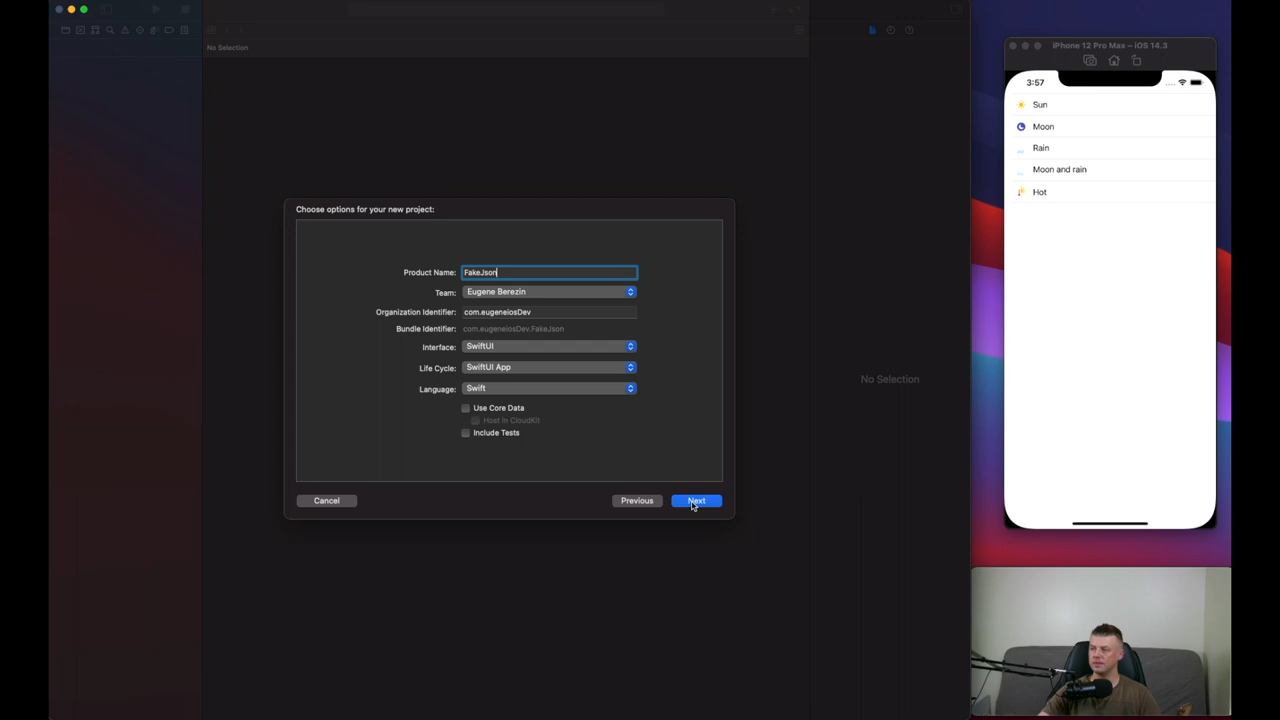 No Selection
Choose options for your new project:
Product Name: FakeJson
Team: Eugene Berezin
Organization Identifier: com.eugeneiosDev
Bundle Identifier: com.eugeneiosDev.FakeJson
Interface: SwiftUI
Life Cycle: SwiftUI App
Language: Swift
Use Core Data
Host in CloudKit
Include Tests
Cancel
Previous
Next
No Selection
iPhone 12 Pro Max – iOS 14.3
3:57
Sun
Moon
Rain
Moon and rain
Hot